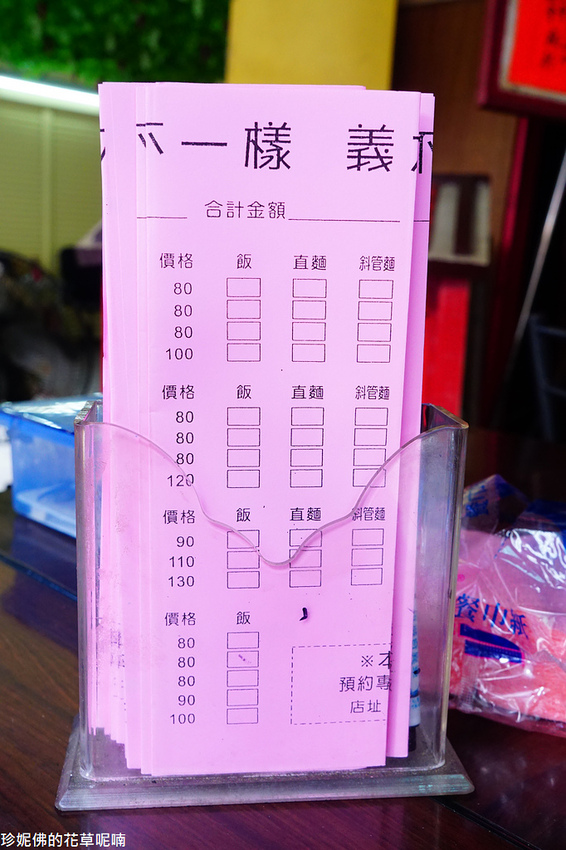 不一樣 義
合計金額
價格 飯 直麵 斜管麵
80
80
80
100
價格 飯 直麵 斜管麵
80
80
80
120
價格 飯 直麵 斜管麵
90
110
130
價格 飯
80
80
80
90
100
※本
預約專
店址
珍妮佛的花草呢喃